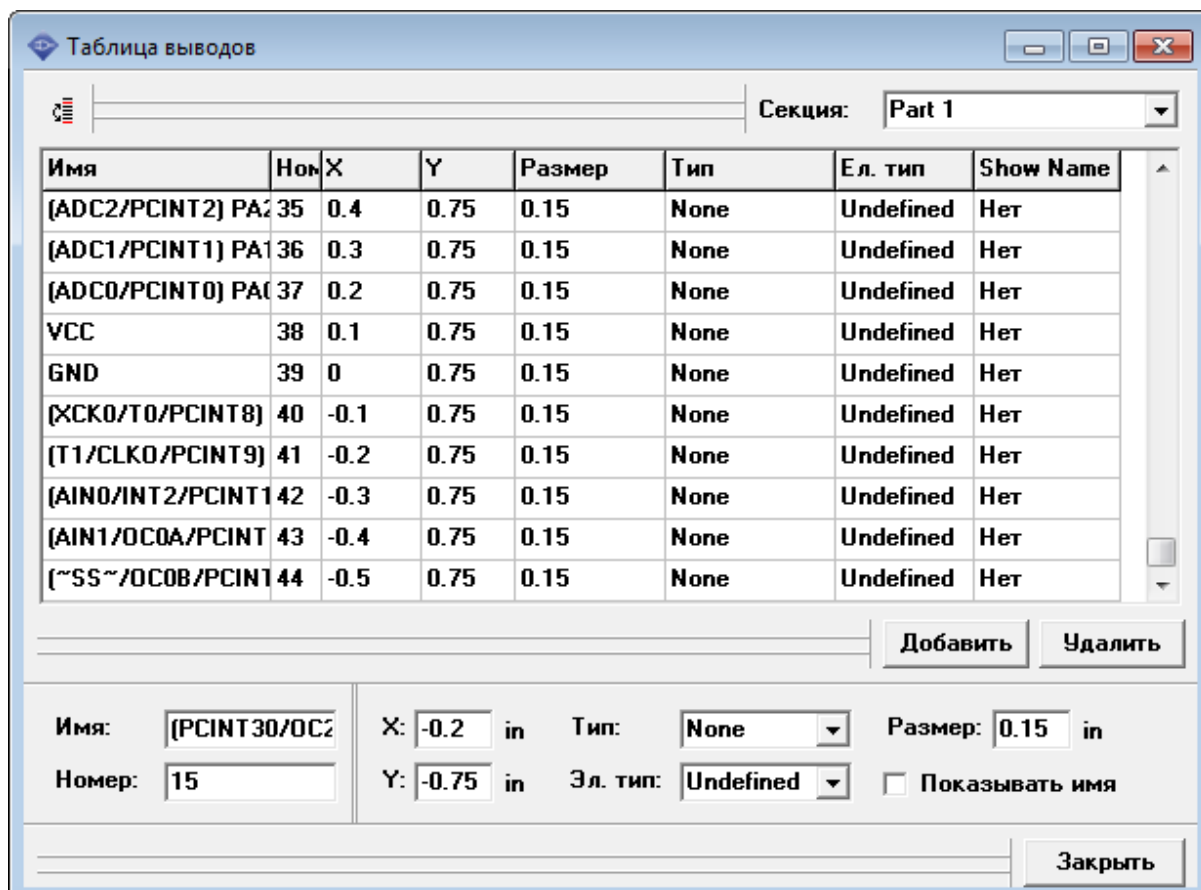 Таблица выводов
Секция: Part 1
Имя Ном X Y Размер Тип Ел. тип Show Name
(ADC2/PCINT2) PA2 35 0.4 0.75 0.15 None Undefined Нет
(ADC1/PCINT1) PA1 36 0.3 0.75 0.15 None Undefined Нет
(ADC0/PCINT0) PA0 37 0.2 0.75 0.15 None Undefined Нет
VCC 38 0.1 0.75 0.15 None Undefined Нет
GND 39 0 0.75 0.15 None Undefined Нет
(XCK0/T0/PCINT8) 40 -0.1 0.75 0.15 None Undefined Нет
(T1/CLKO/PCINT9) 41 -0.2 0.75 0.15 None Undefined Нет
(AIN0/INT2/PCINT1 42 -0.3 0.75 0.15 None Undefined Нет
(AIN1/OC0A/PCINT 43 -0.4 0.75 0.15 None Undefined Нет
(~SS~/OC0B/PCINT 44 -0.5 0.75 0.15 None Undefined Нет
Добавить Удалить
Имя: (PCINT30/OC2 X: -0.2 in Тип: None Размер: 0.15 in
Номер: 15 Y: -0.75 in Эл. тип: Undefined Показывать имя
Закрыть